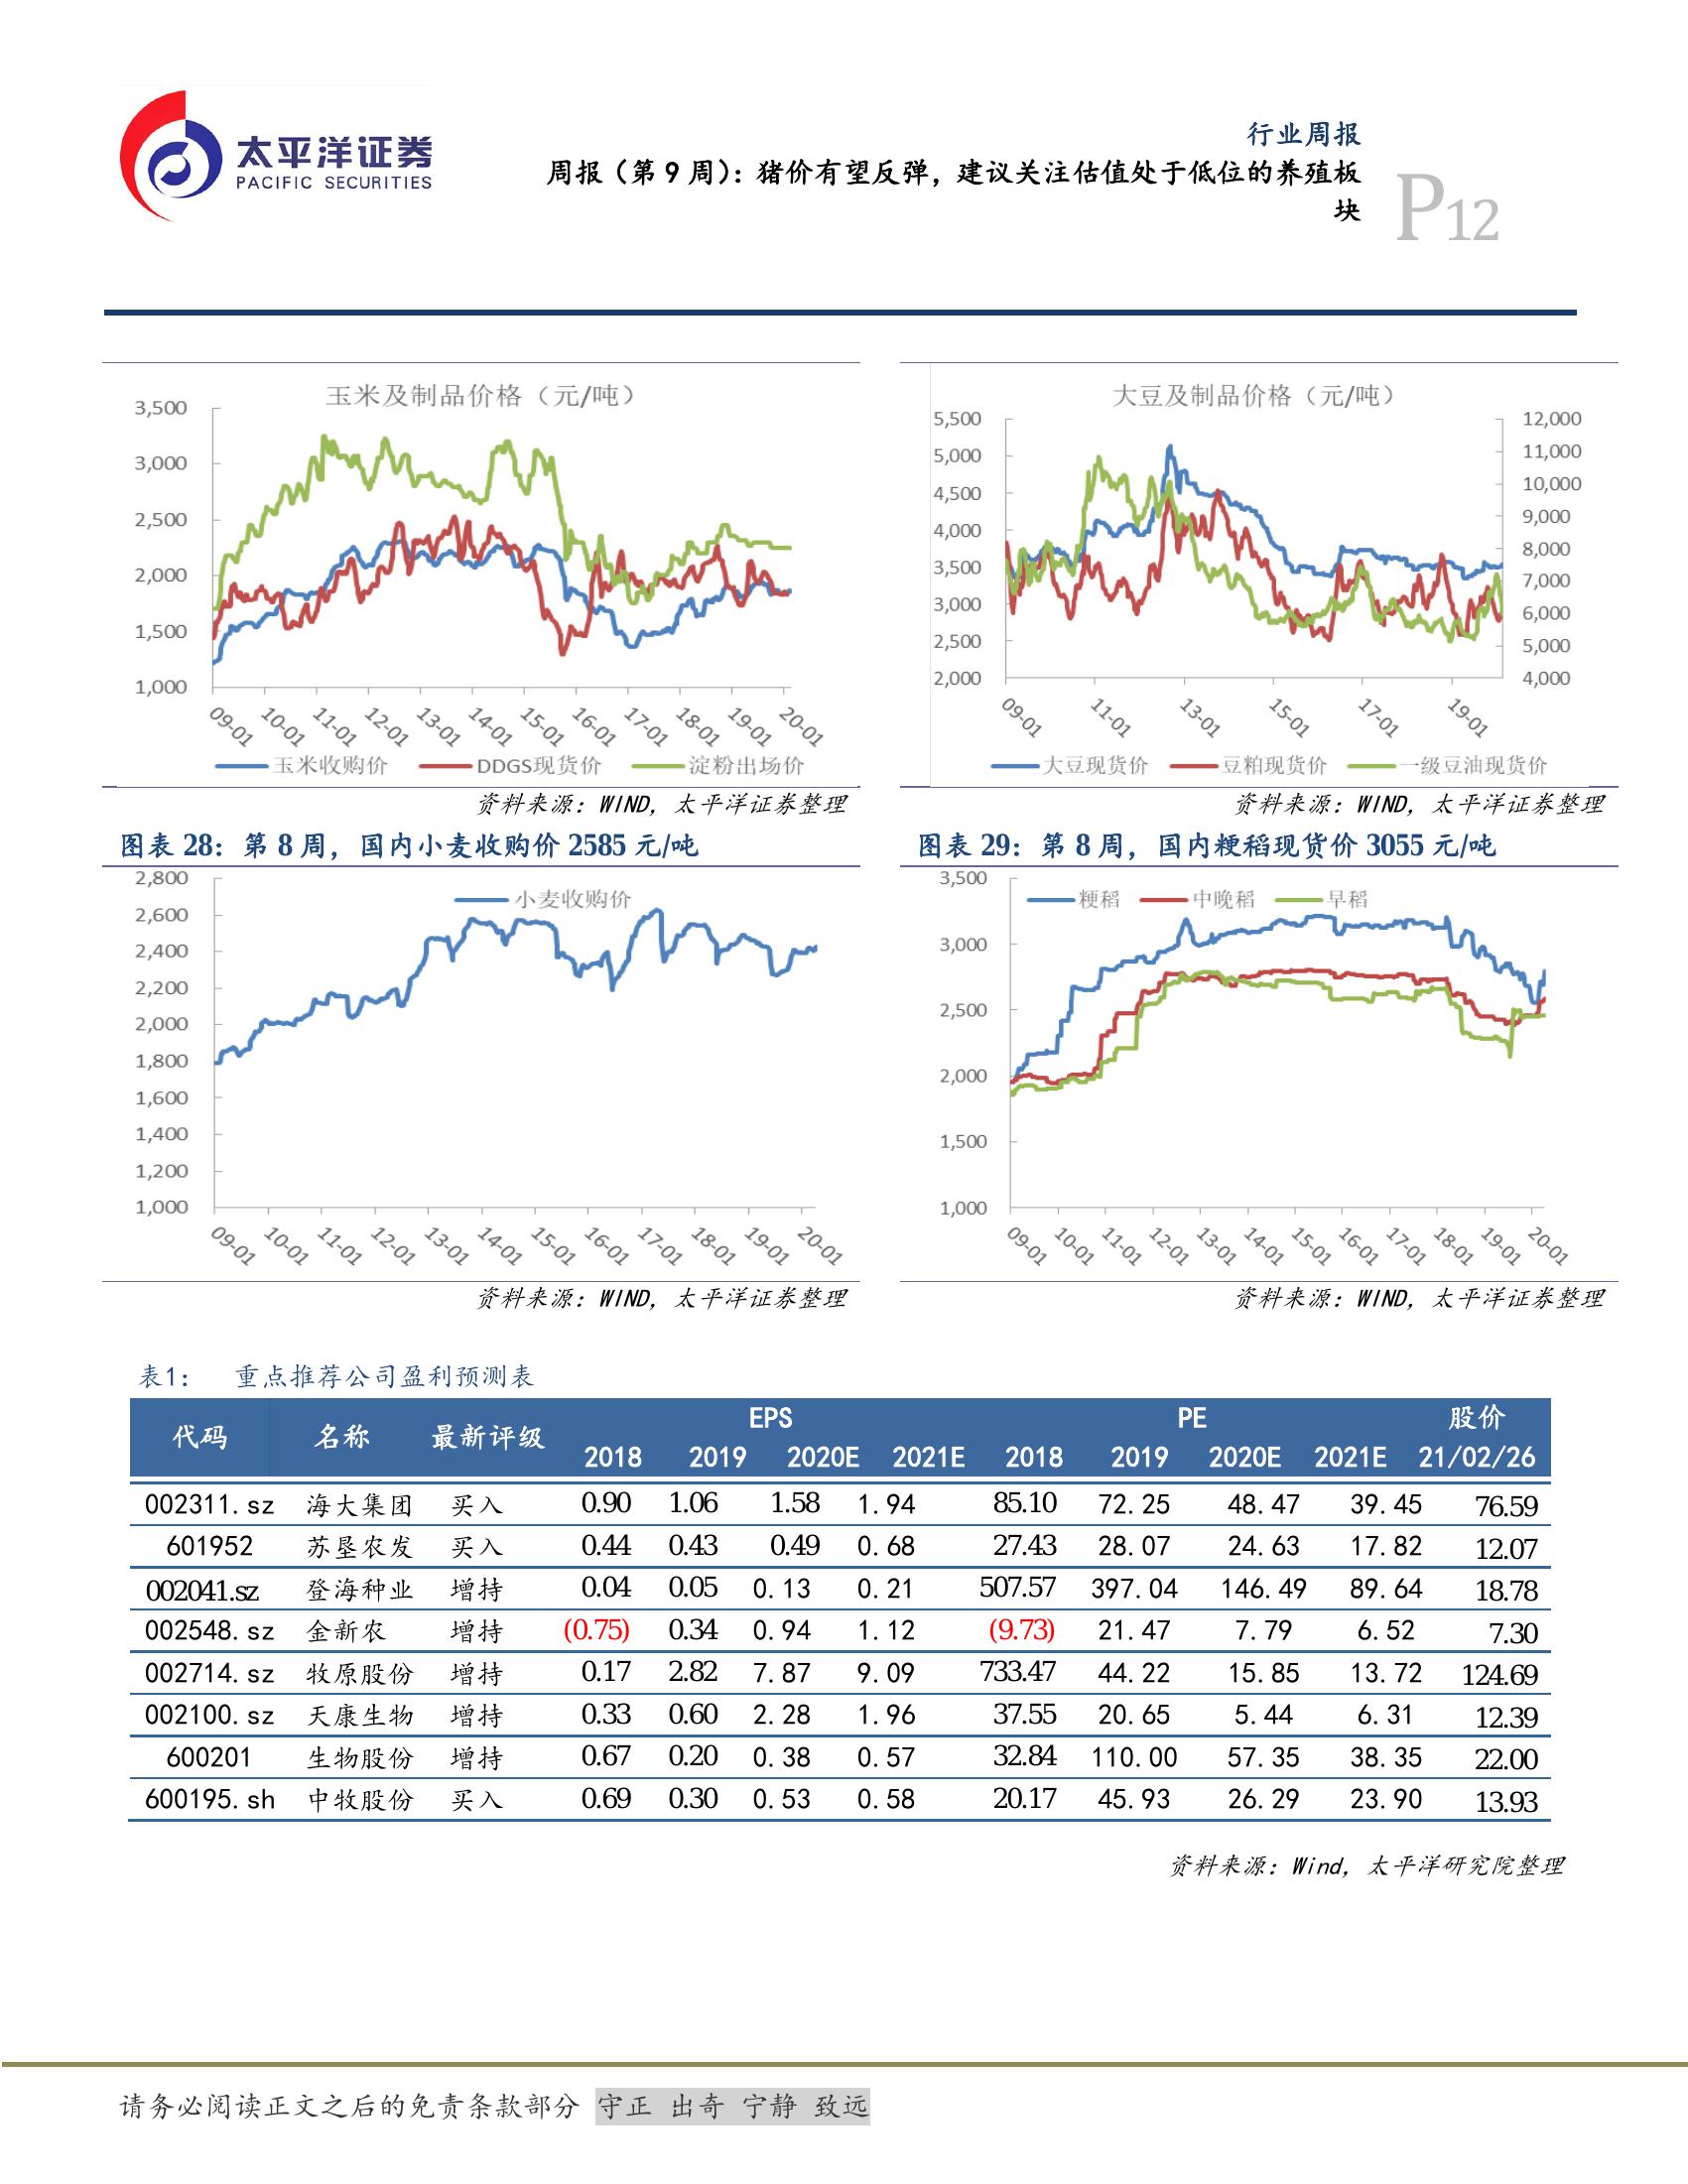 太平洋证券
PACIFIC SECURITIES
行业周报
周报（第 9 周）：猪价有望反弹，建议关注估值处于低位的养殖板
块
P12
玉米及制品价格（元/吨）
3,500
3,000
2,500
2,000
1,500
1,000
09-01 10-01 11-01 12-01 13-01 14-01 15-01 16-01 17-01 18-01 19-01 20-01
玉米收购价 DDGS现货价 淀粉出场价
资料来源：WIND，太平洋证券整理
大豆及制品价格（元/吨）
5,500 12,000
5,000 11,000
4,500 10,000
4,000 9,000
3,500 8,000
3,000 7,000
2,500 6,000
2,000 5,000
4,000
09-01 11-01 13-01 15-01 17-01 19-01
大豆现货价 豆粕现货价 一级豆油现货价
资料来源：WIND，太平洋证券整理
图表 28：第 8 周，国内小麦收购价 2585 元/吨
2,800
2,600
2,400
2,200
2,000
1,800
1,600
1,400
1,200
1,000
小麦收购价
09-01 10-01 11-01 12-01 13-01 14-01 15-01 16-01 17-01 18-01 19-01 20-01
资料来源：WIND，太平洋证券整理
图表 29：第 8 周，国内粳稻现货价 3055 元/吨
3,500
3,000
2,500
2,000
1,500
1,000
粳稻 中晚稻 早稻
09-01 10-01 11-01 12-01 13-01 14-01 15-01 16-01 17-01 18-01 19-01 20-01
资料来源：WIND，太平洋证券整理
表1： 重点推荐公司盈利预测表
代码 名称 最新评级 EPS PE 股价
2018 2019 2020E 2021E 2018 2019 2020E 2021E 21/02/26
002311.sz 海大集团 买入 0.90 1.06 1.58 1.94 85.10 72.25 48.47 39.45 76.59
601952 苏垦农发 买入 0.44 0.43 0.49 0.68 27.43 28.07 24.63 17.82 12.07
002041.sz 登海种业 增持 0.04 0.05 0.13 0.21 507.57 397.04 146.49 89.64 18.78
002548.sz 金新农 增持 (0.75) 0.34 0.94 1.12 (9.73) 21.47 7.79 6.52 7.30
002714.sz 牧原股份 增持 0.17 2.82 7.87 9.09 733.47 44.22 15.85 13.72 124.69
002100.sz 天康生物 增持 0.33 0.60 2.28 1.96 37.55 20.65 5.44 6.31 12.39
600201 生物股份 增持 0.67 0.20 0.38 0.57 32.84 110.00 57.35 38.35 22.00
600195.sh 中牧股份 买入 0.69 0.30 0.53 0.58 20.17 45.93 26.29 23.90 13.93
资料来源：Wind，太平洋研究院整理
请务必阅读正文之后的免责条款部分 守正 出奇 宁静 致远